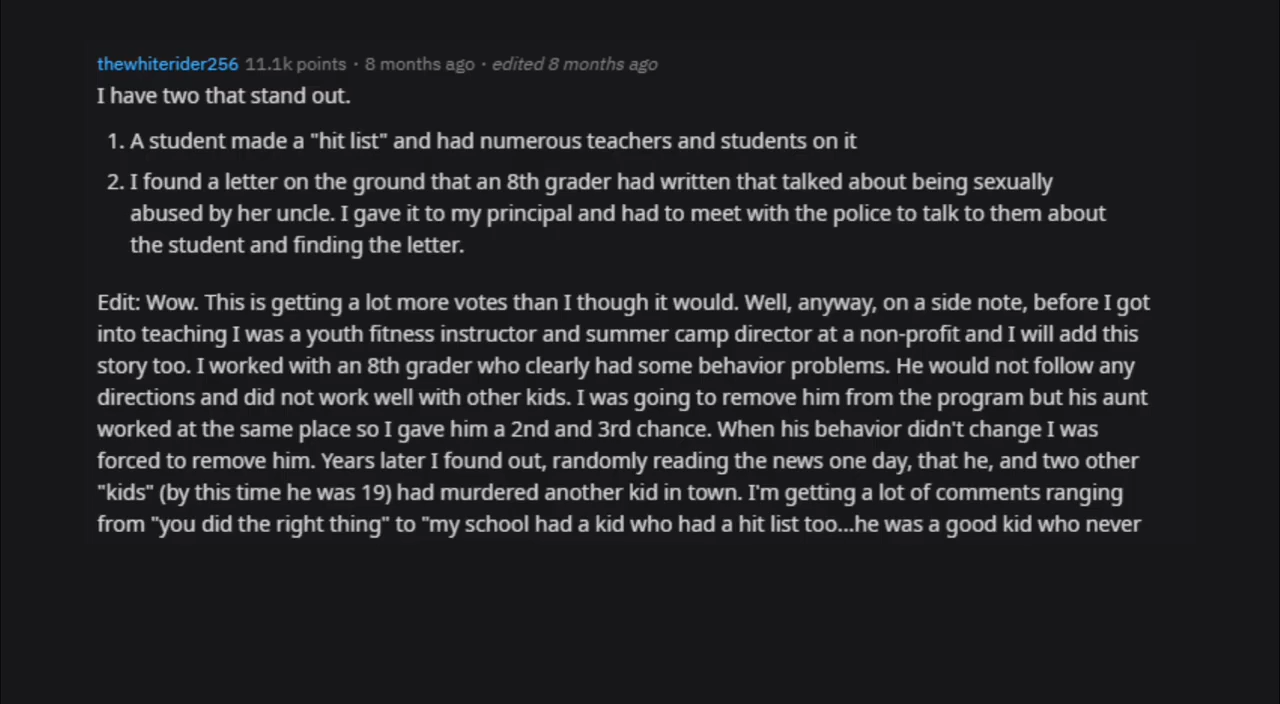 thewhiterider256 11.1k points · 8 months ago · edited 8 months ago
I have two that stand out.
1. A student made a "hit list" and had numerous teachers and students on it
2. I found a letter on the ground that an 8th grader had written that talked about being sexually
abused by her uncle. I gave it to my principal and had to meet with the police to talk to them about
the student and finding the letter.
Edit: Wow. This is getting a lot more votes than I though it would. Well, anyway, on a side note, before I got
into teaching I was a youth fitness instructor and summer camp director at a non-profit and I will add this
story too. I worked with an 8th grader who clearly had some behavior problems. He would not follow any
directions and did not work well with other kids. I was going to remove him from the program but his aunt
worked at the same place so I gave him a 2nd and 3rd chance. When his behavior didn't change I was
forced to remove him. Years later I found out, randomly reading the news one day, that he, and two other
"kids" (by this time he was 19) had murdered another kid in town. I'm getting a lot of comments ranging
from "you did the right thing" to "my school had a kid who had a hit list too...he was a good kid who never